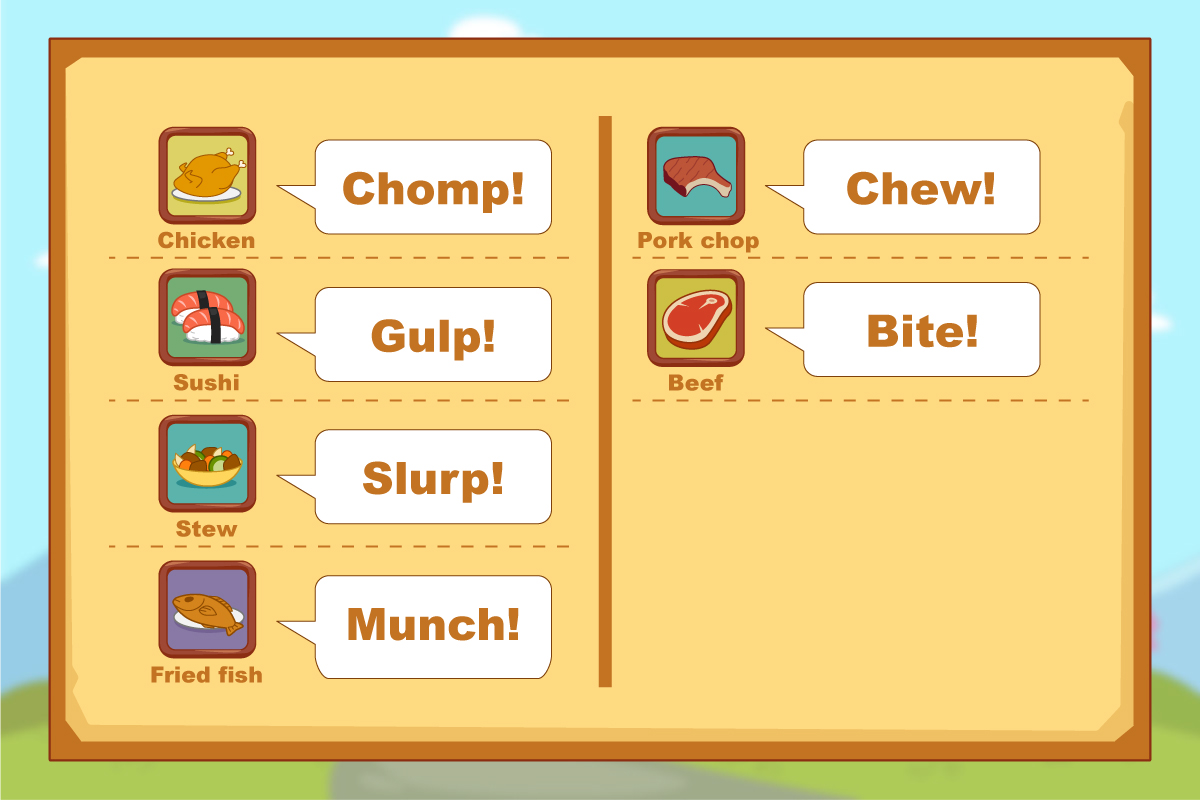 Chomp!
Chicken
Gulp!
Sushi
Slurp!
Stew
Munch!
Fried fish
Chew!
Pork chop
Bite!
Beef